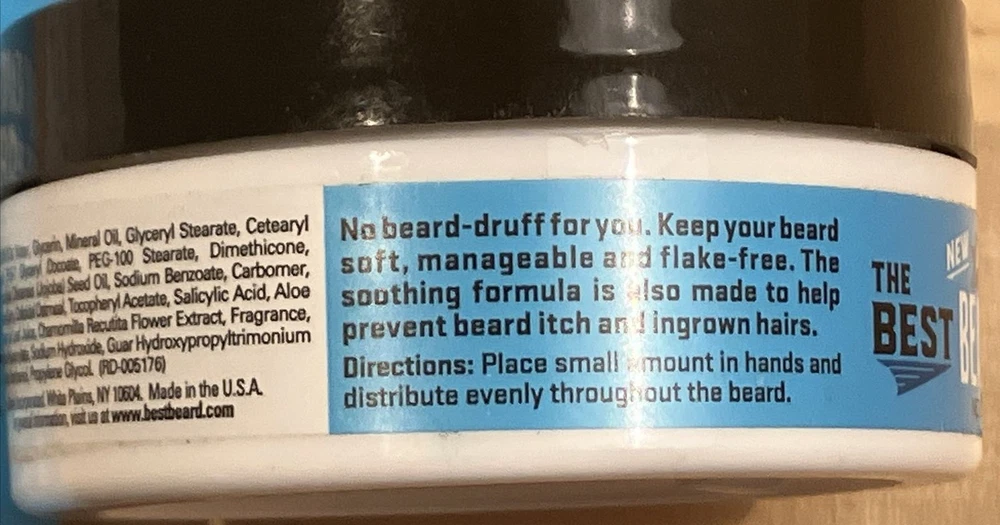 Glycerin, Mineral Oil, Glyceryl Stearate, Cetearyl
PEG-100 Stearate, Dimethicone,
Seed Oil, Sodium Benzoate, Carbomer,
Tocopheryl Acetate, Salicylic Acid, Aloe
Chamomilla Recutita Flower Extract, Fragrance,
Sodium Hydroxide, Guar Hydroxypropyltrimonium
Propylene Glycol. (RD-005176)
White Plains, NY 10604. Made in the U.S.A.
visit us at www.bestbeard.com
No beard-druff for you. Keep your beard
soft, manageable and flake-free. The
soothing formula is also made to help
prevent beard itch and ingrown hairs.
Directions: Place small amount in hands and
distribute evenly throughout the beard.
NEW
THE
BEST